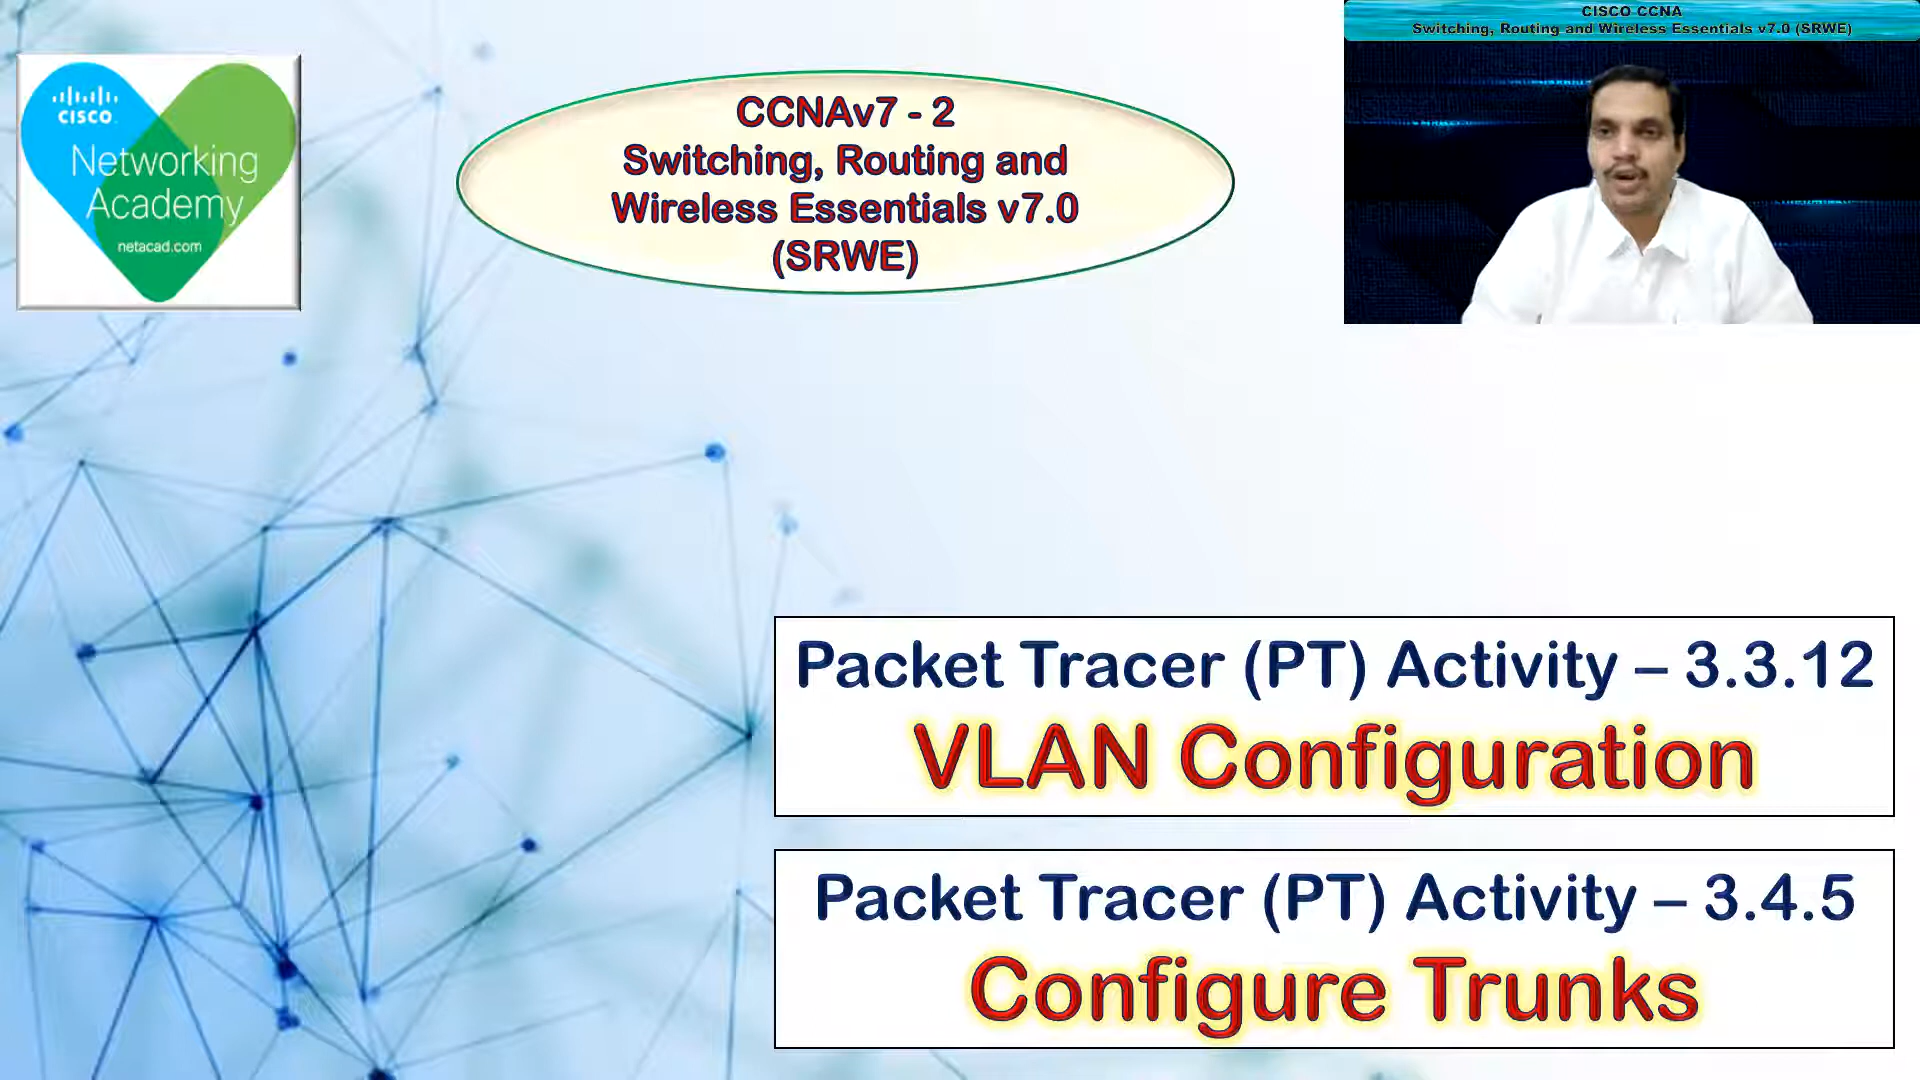 CISCO CCNA
Switching, Routing and Wireless Essentials v7.0 (SRWE)
cisco.
Networking
Academy
netacad.com
CCNAv7 - 2
Switching, Routing and
Wireless Essentials v7.0
(SRWE)
Packet Tracer (PT) Activity – 3.3.12
VLAN Configuration
Packet Tracer (PT) Activity – 3.4.5
Configure Trunks